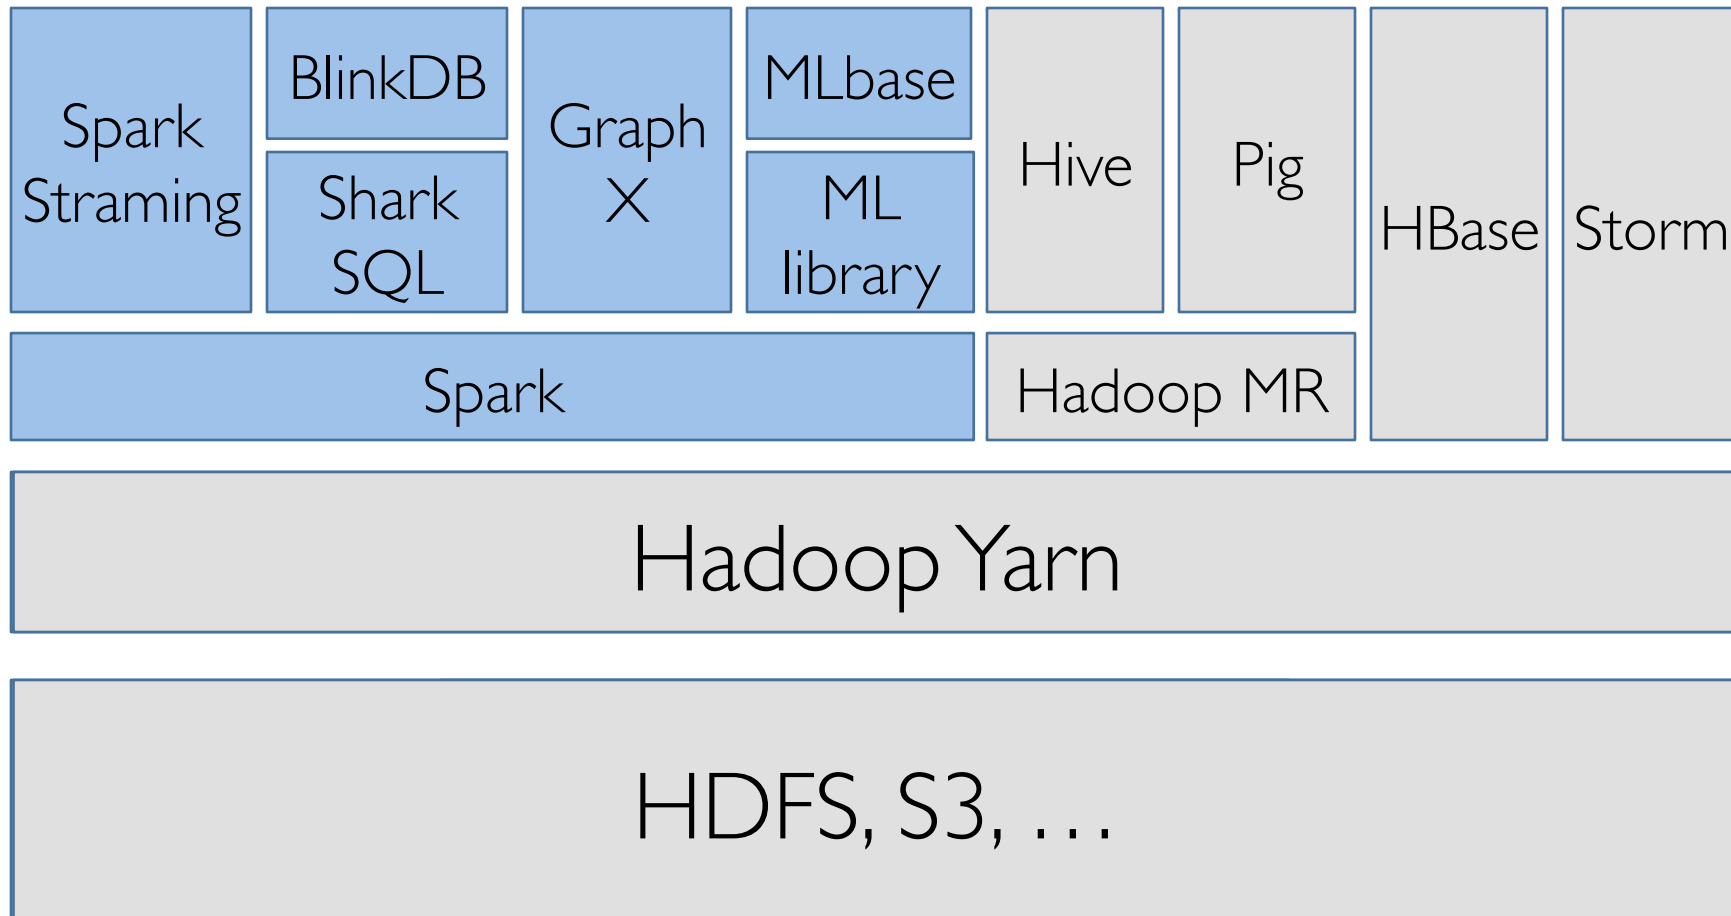 Spark
Straming
BlinkDB
Shark
SQL
Graph
X
MLbase
ML
library
Hive
Pig
HBase
Storm
Spark
Hadoop MR
Hadoop Yarn
HDFS, S3, …